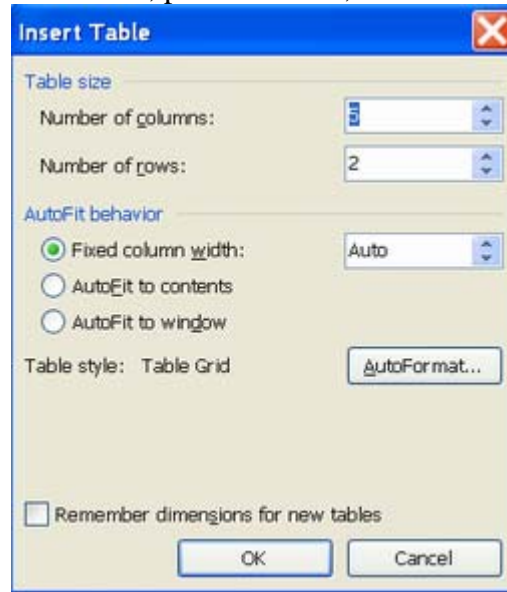 Insert Table
Table size
Number of columns: 5
Number of rows: 2
AutoFit behavior
Fixed column width: Auto
AutoFit to contents
AutoFit to window
Table style: Table Grid AutoFormat...
Remember dimensions for new tables
OK Cancel